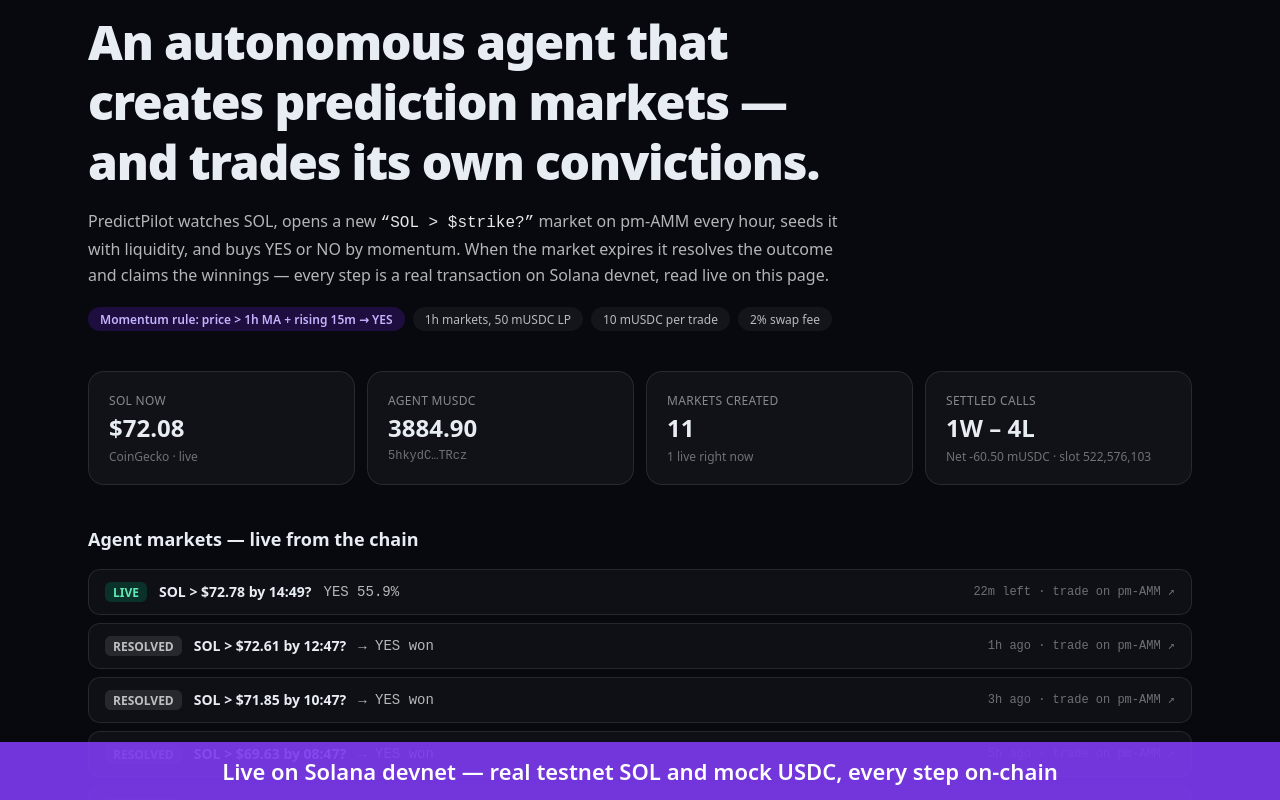 An autonomous agent that
creates prediction markets —
and trades its own convictions.
PredictPilot watches SOL, opens a new “SOL > $strike?” market on pm-AMM every hour, seeds it
with liquidity, and buys YES or NO by momentum. When the market expires it resolves the outcome
and claims the winnings — every step is a real transaction on Solana devnet, read live on this page.
Momentum rule: price > 1h MA + rising 15m → YES
1h markets, 50 mUSDC LP
10 mUSDC per trade
2% swap fee
SOL NOW
$72.08
CoinGecko · live
AGENT MUSDC
3884.90
5hkydC…TRcz
MARKETS CREATED
11
1 live right now
SETTLED CALLS
1W – 4L
Net -60.50 mUSDC · slot 522,576,103
Agent markets — live from the chain
LIVE SOL > $72.78 by 14:49? YES 55.9% 22m left · trade on pm-AMM ↗
RESOLVED SOL > $72.61 by 12:47? → YES won 1h ago · trade on pm-AMM ↗
RESOLVED SOL > $71.85 by 10:47? → YES won 3h ago · trade on pm-AMM ↗
RESOLVED SOL > $69.63 by 08:47? → YES won 5h ago · trade on pm-AMM ↗
Live on Solana devnet — real testnet SOL and mock USDC, every step on-chain